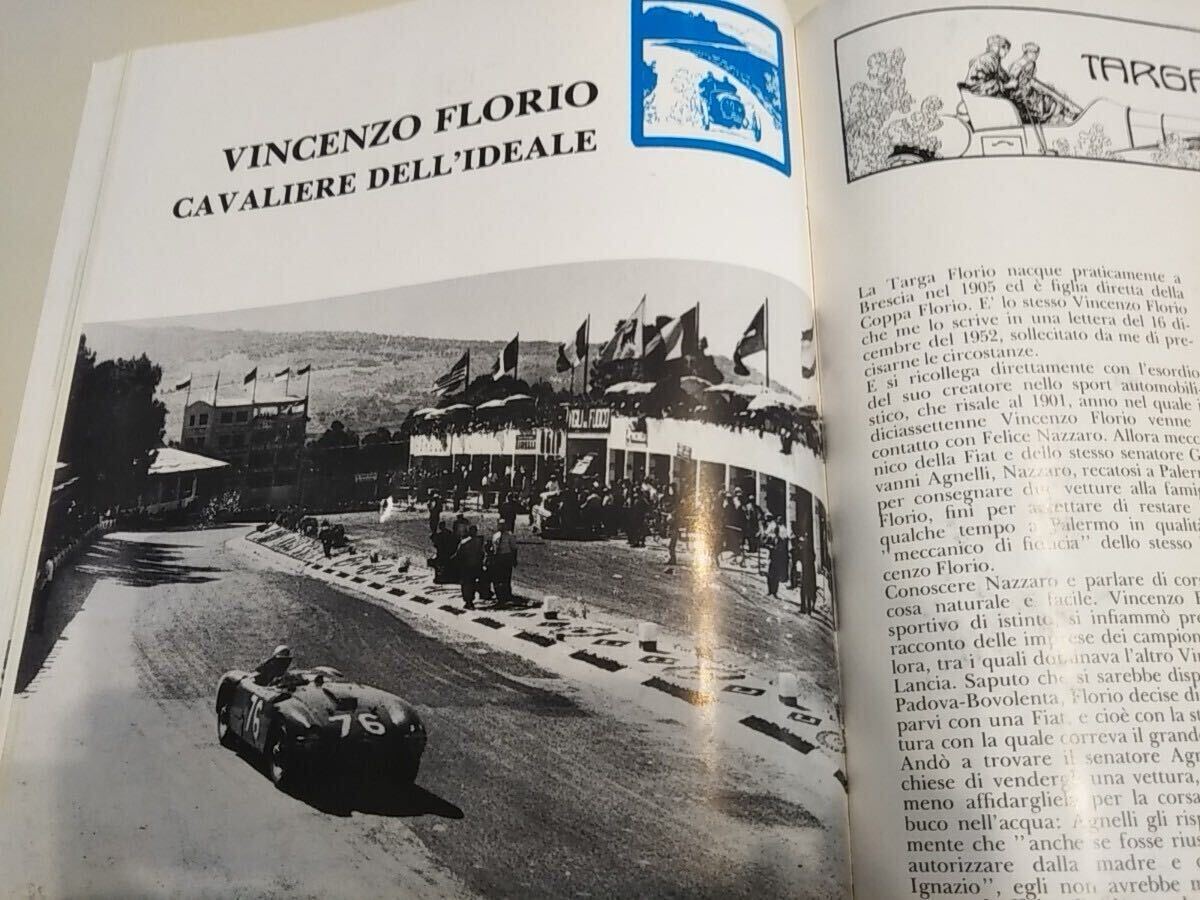 VINCENZO FLORIO
CAVALIERE DELL'IDEALE
VIGILI del FUOCO
PIRELLI
76
76
TARGA
La Targa Florio nacque praticamente a
Brescia nel 1905 ed è figlia diretta della
Coppa Florio. E' lo stesso Vincenzo Florio
che me lo scrive in una lettera del 16 di-
cembre del 1952, sollecitato da me di pre-
cisarne le circostanze.
E si ricollega direttamente con l'esordio
del suo creatore nello sport automobili-
stico, che risale al 1901, anno nel quale
diciassettenne Vincenzo Florio venne
contatto con Felice Nazzaro. Allora mecc
nico della Fiat e dello stesso senatore G
vanni Agnelli, Nazzaro, recatosi a Paler
per consegnare due vetture alla fami
Florio, finì per accettare di restare
qualche tempo a Palermo in qualit
"meccanico di fiducia" dello stesso
cenzo Florio.
Conoscere Nazzaro e parlare di cor
cosa naturale e facile. Vincenzo F
sportivo di istinto, si infiammò pre
racconto delle imprese dei campion
lora, tra i quali dominava l'altro Vi
Lancia. Saputo che si sarebbe disp
Padova-Bovolenta, Florio decise d
parvi con una Fiat, e cioè con la s
tura con la quale correva il grande
Andò a trovare il senatore Agn
chiese di vendergli una vettura,
meno affidargliela per la corsa
buco nell'acqua: Agnelli gli risp
mente che "anche se fosse rius
autorizzare dalla madre e d
Ignazio", egli non avrebbe m